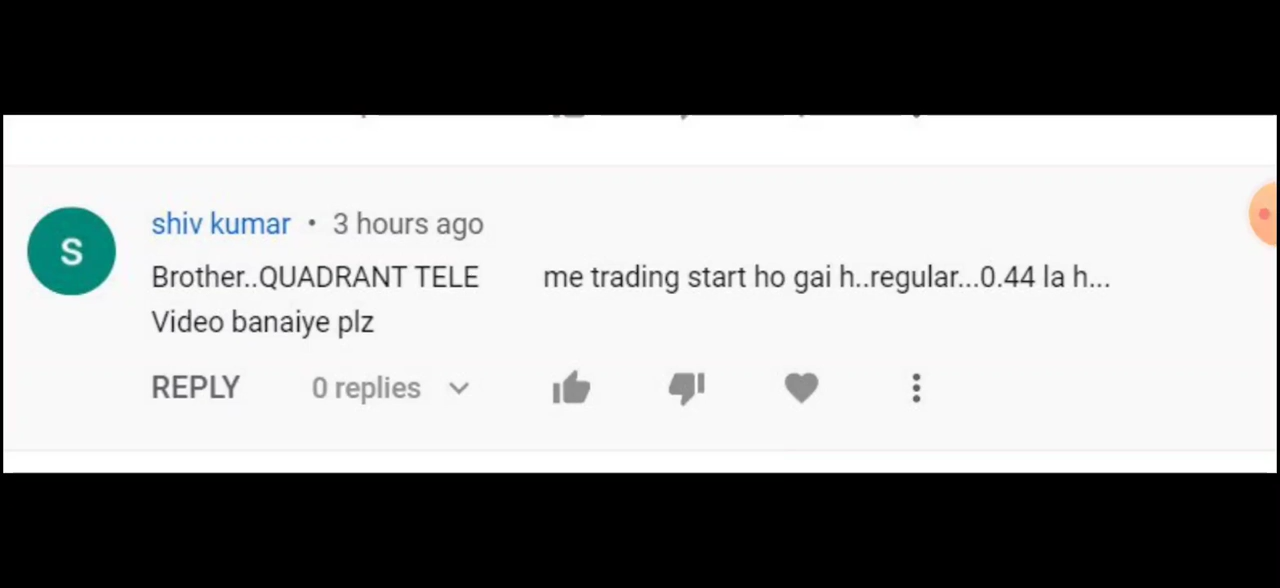 S
shiv kumar • 3 hours ago
Brother..QUADRANT TELE me trading start ho gai h..regular...0.44 la h...
Video banaiye plz
REPLY 0 replies